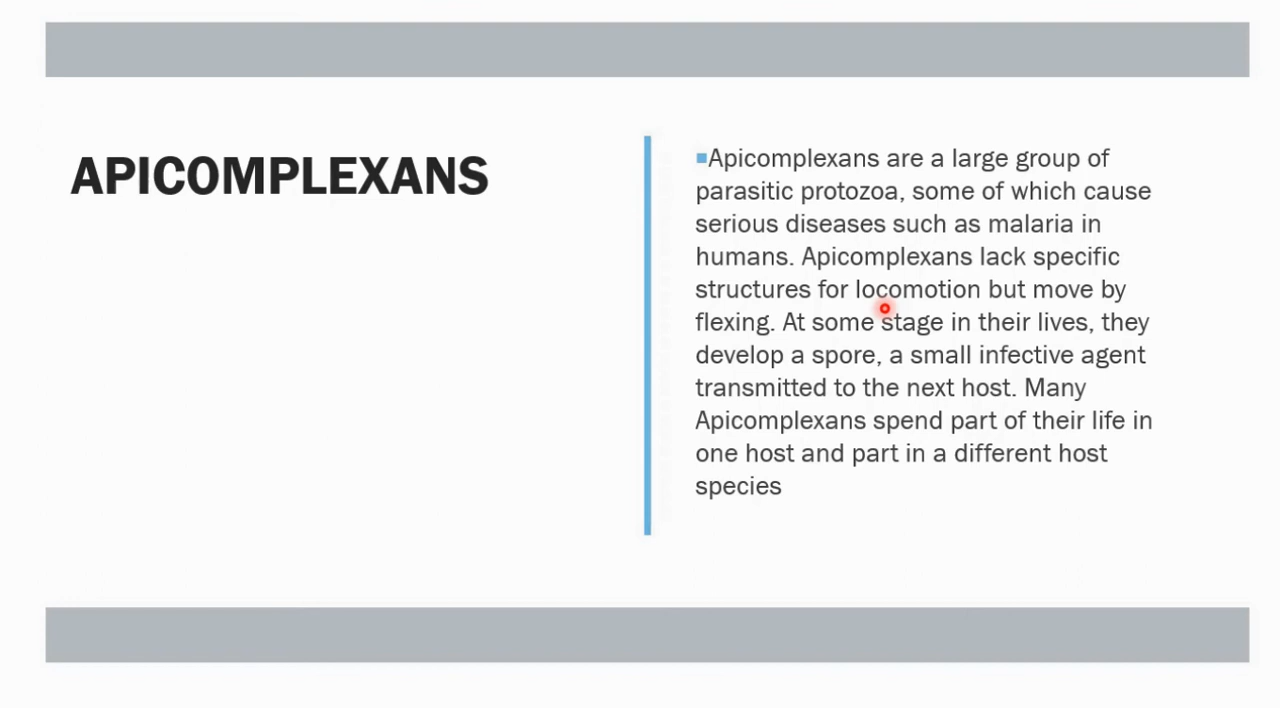 APICOMPLEXANS
Apicomplexans are a large group of
parasitic protozoa, some of which cause
serious diseases such as malaria in
humans. Apicomplexans lack specific
structures for locomotion but move by
flexing. At some stage in their lives, they
develop a spore, a small infective agent
transmitted to the next host. Many
Apicomplexans spend part of their life in
one host and part in a different host
species